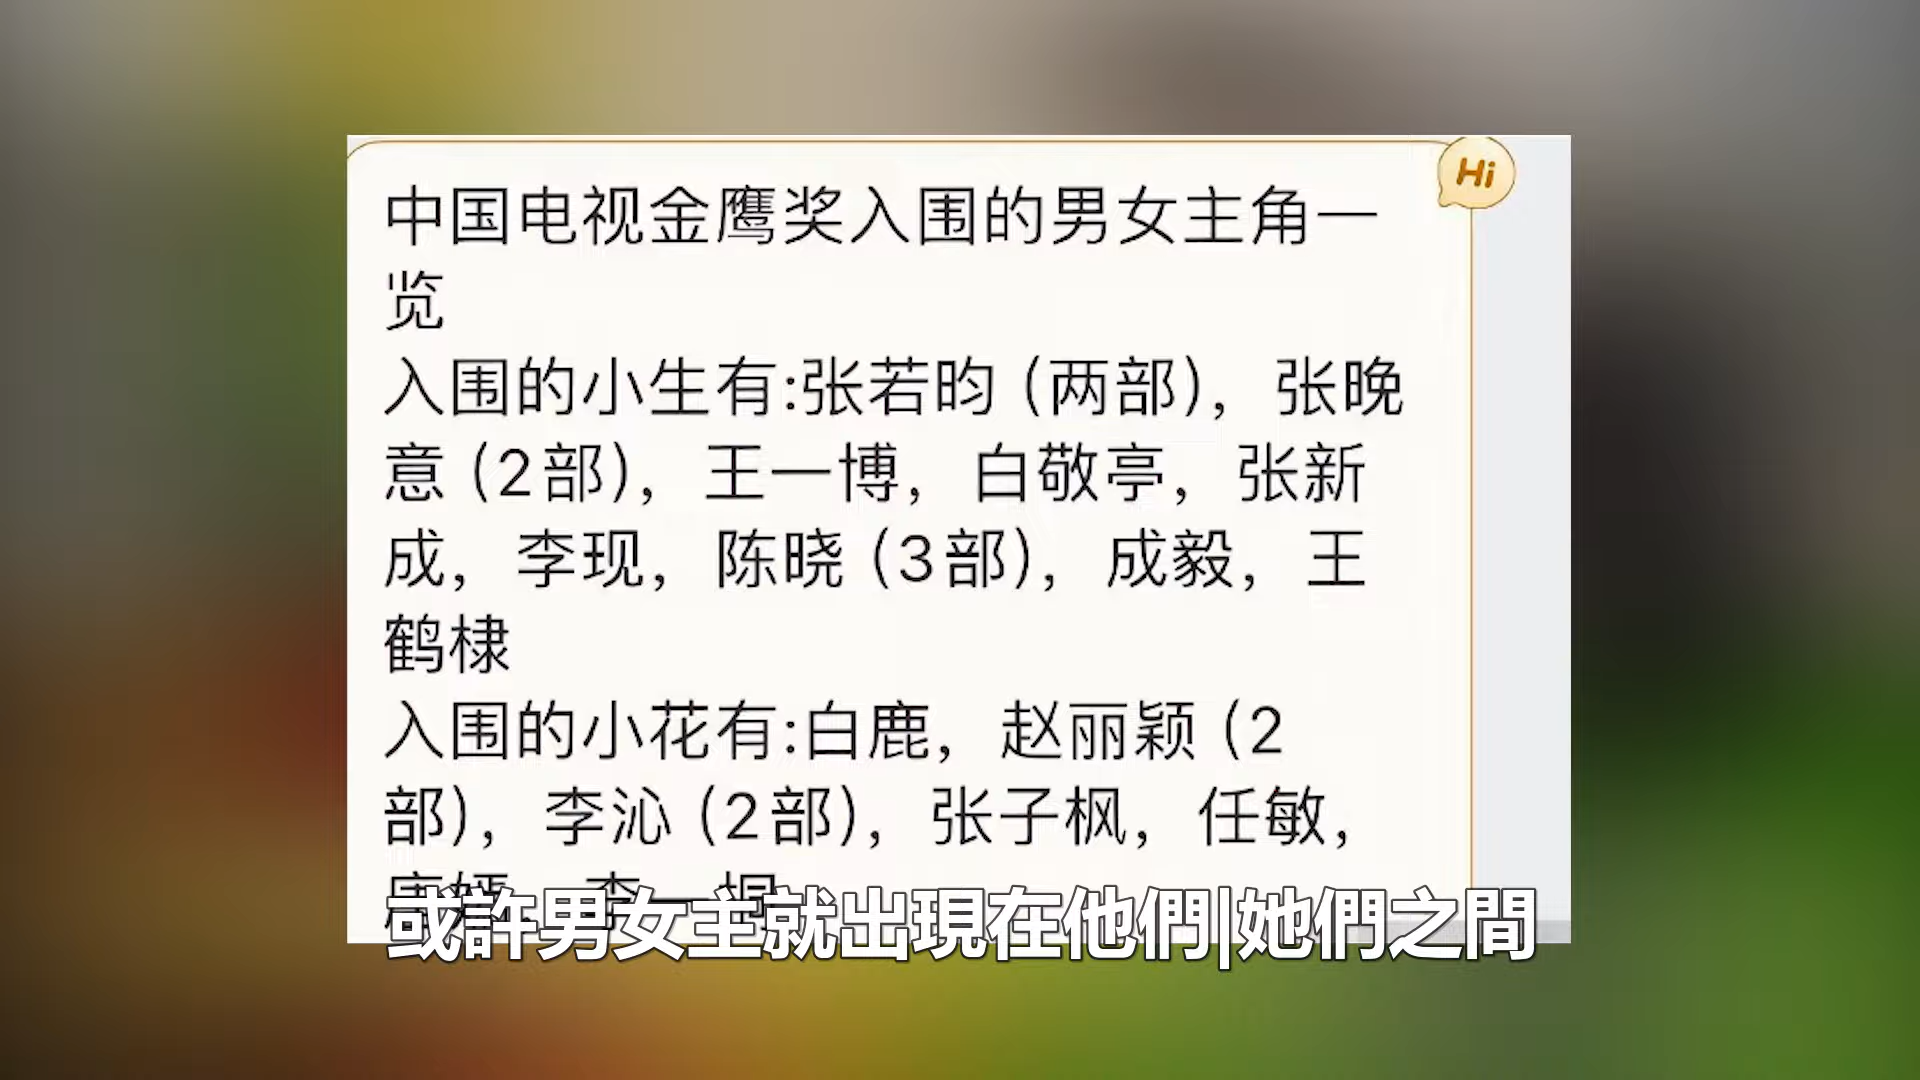 Hi
中国电视金鹰奖入围的男女主角一
览
入围的小生有:张若昀（两部），张晚
意（2部），王一博，白敬亭，张新
成，李现，陈晓（3部），成毅，王
鹤棣
入围的小花有:白鹿，赵丽颖（2
部），李沁（2部），张子枫，任敏，
或許男女主就出現在他們|她們之間